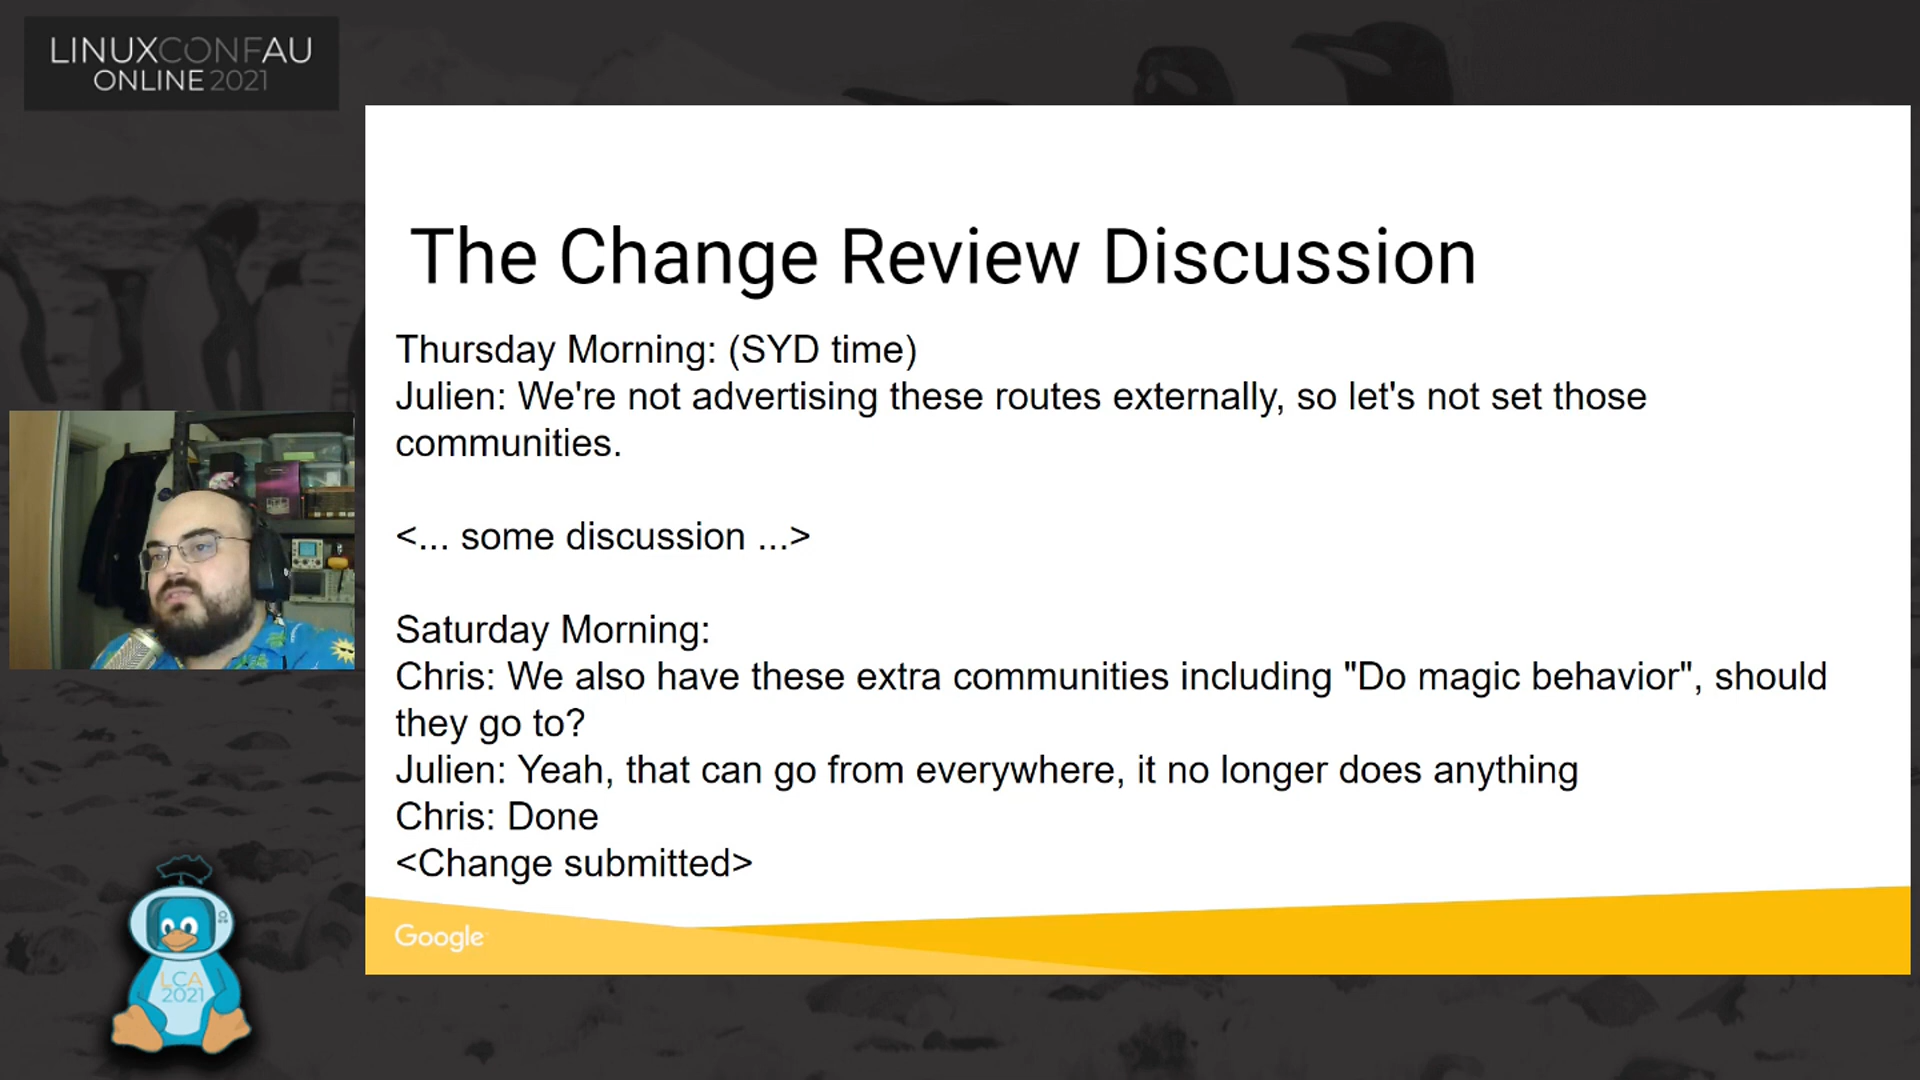 LINUXCONFAU
ONLINE 2021
The Change Review Discussion
Thursday Morning: (SYD time)
Julien: We're not advertising these routes externally, so let's not set those
communities.
<... some discussion ...>
Saturday Morning:
Chris: We also have these extra communities including "Do magic behavior", should
they go to?
Julien: Yeah, that can go from everywhere, it no longer does anything
Chris: Done
<Change submitted>
Google
LCA
2021